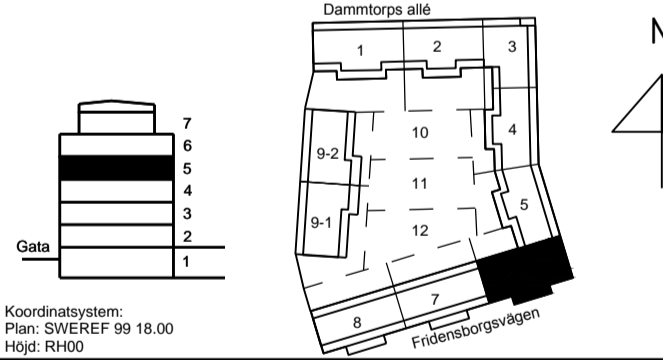 Dammtorps allé
N
1
2
3
7
6
5
4
3
2
1
Gata
10
4
9-2
11
9-1
5
12
7
8
Fridensborgsvägen
Koordinatsystem:
Plan: SWEREF 99 18.00
Höjd: RH00